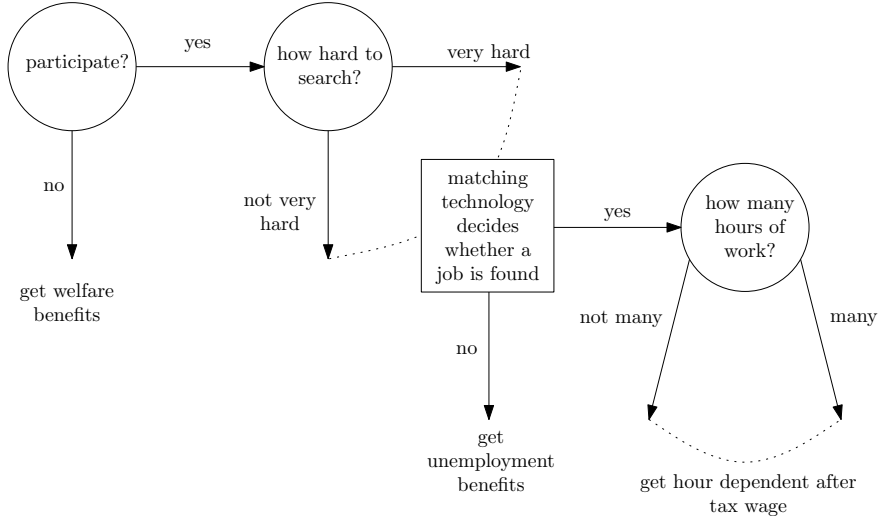 participate?
yes
how hard to
search?
very hard
no
not very
hard
get welfare
benefits
matching
technology
decides
whether a
job is found
yes
how many
hours of
work?
no
not many
many
get
unemployment
benefits
get hour dependent after
tax wage